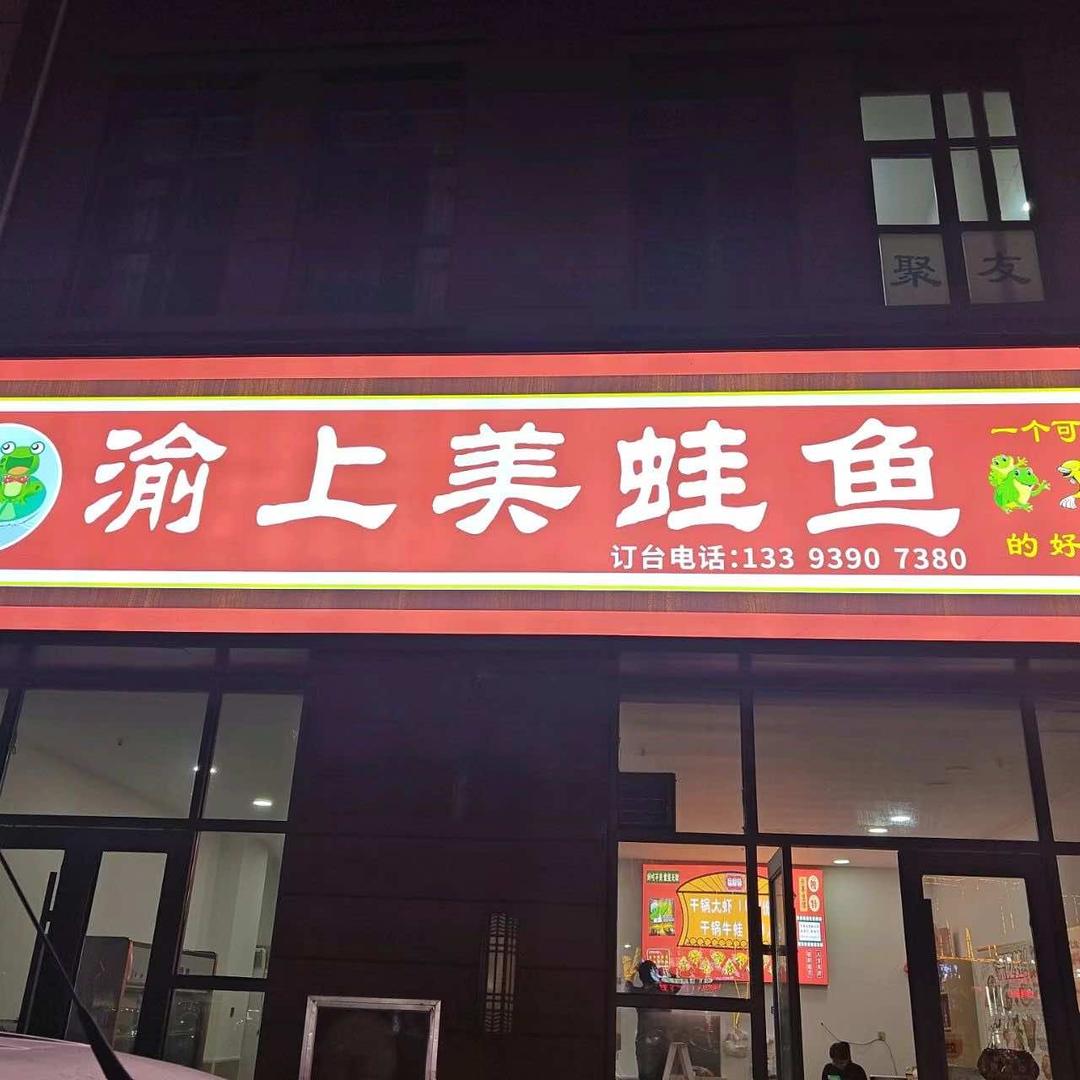 聚友
渝上美蛙鱼
订台电话:133 9390 7380
一个可
的好
干锅大虾
干锅牛蛙